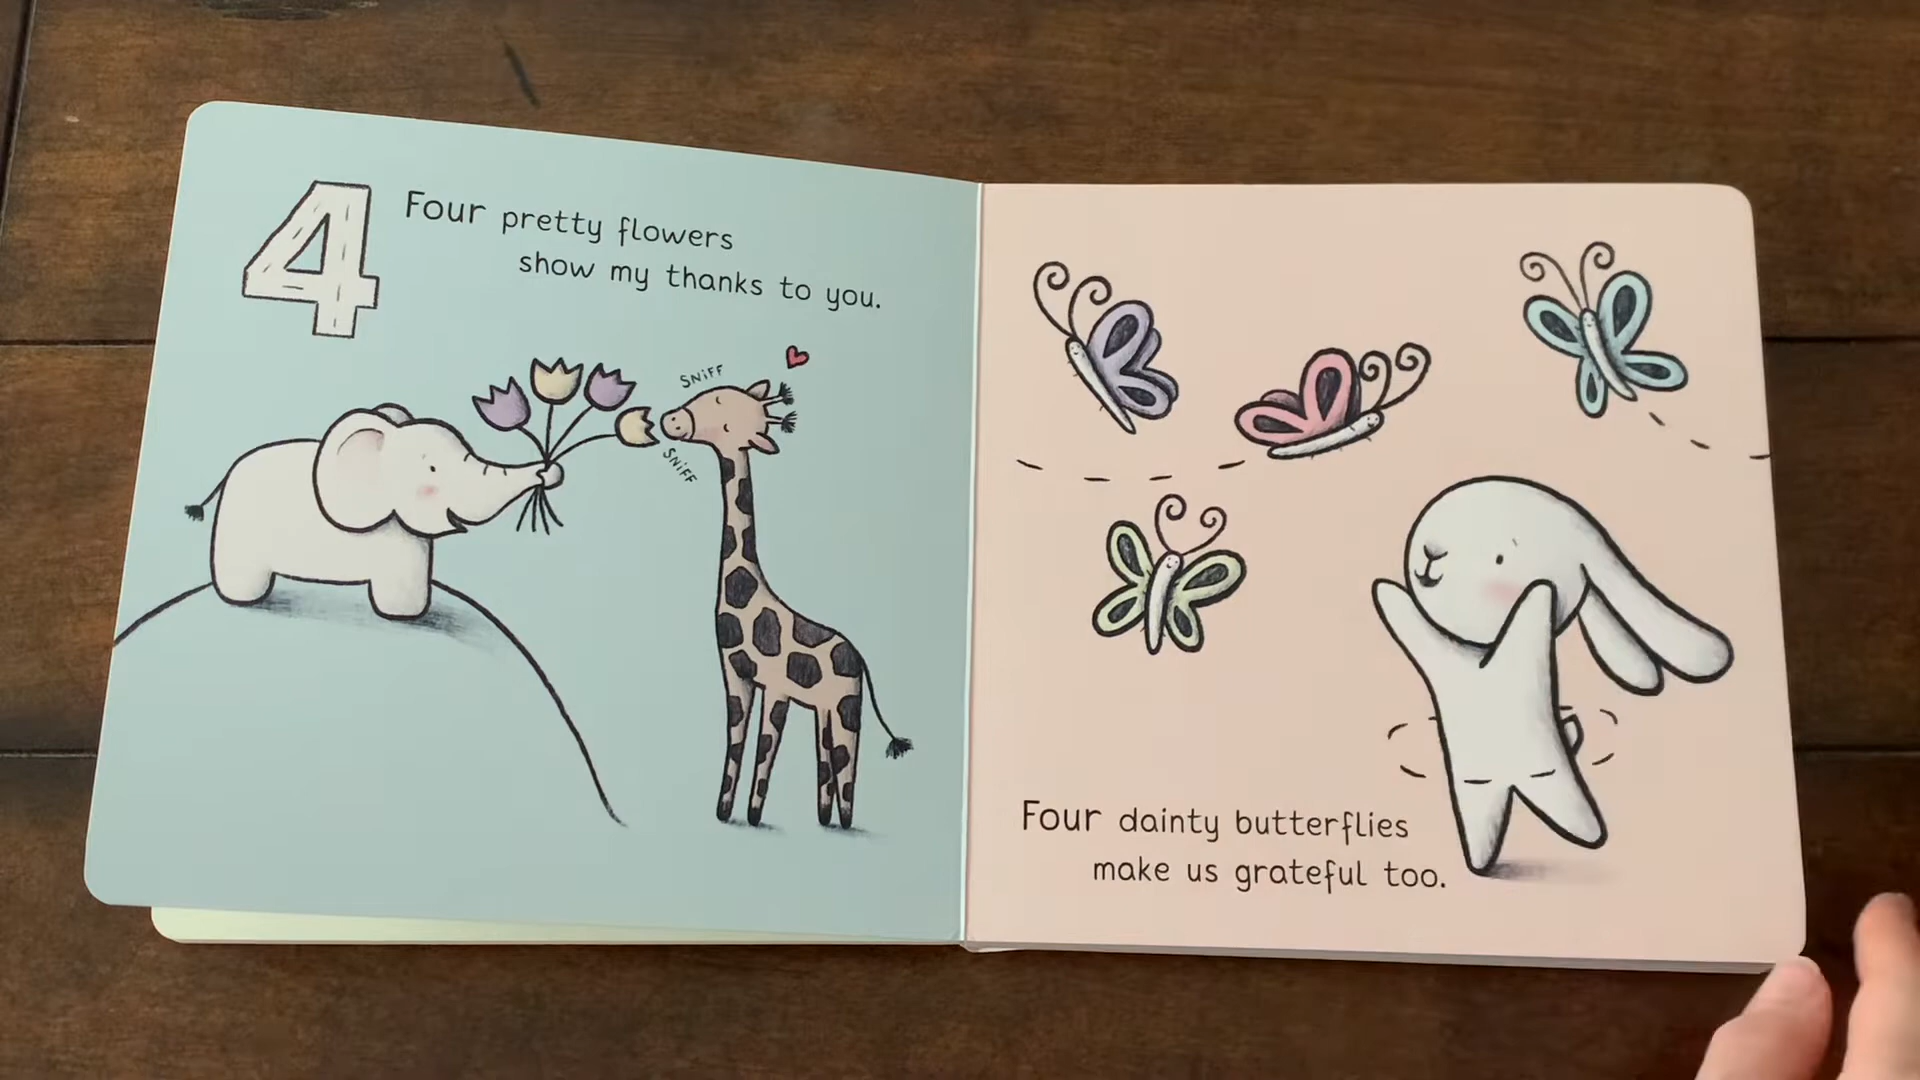 4
Four pretty flowers
show my thanks to you.
SNIFF
SNIFF
Four dainty butterflies
make us grateful too.